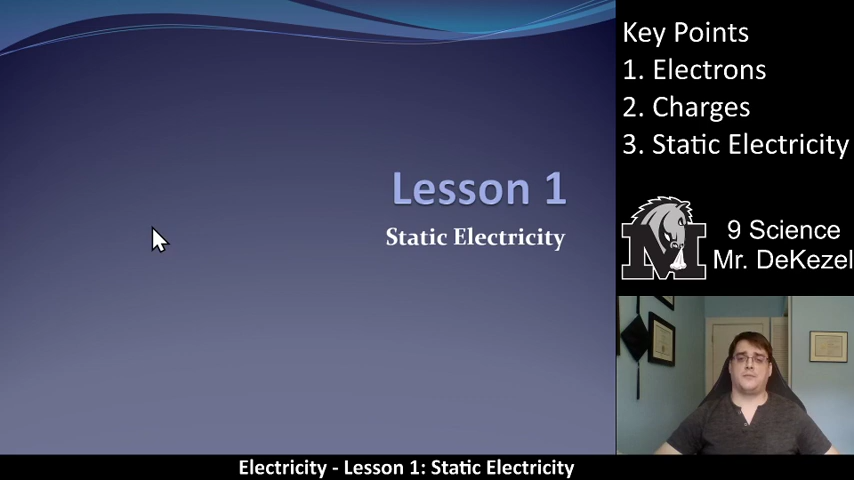 Lesson 1
Static Electricity
Key Points
1. Electrons
2. Charges
3. Static Electricity
M
9 Science
Mr. DeKezel
Electricity - Lesson 1: Static Electricity